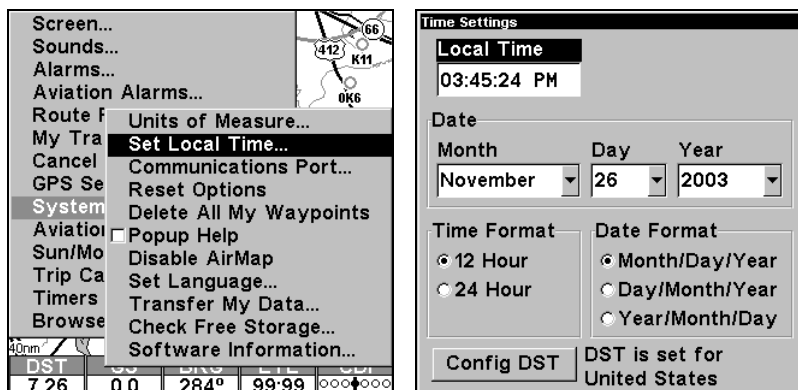 Screen...
Sounds...
Alarms...
Aviation Alarms...
Route
My Tra
Cancel
GPS Se
System
Aviation
Sun/Mo
Trip Ca
Timers
Browse
Units of Measure...
Set Local Time...
Communications Port...
Reset Options
Delete All My Waypoints
Popup Help
Disable AirMap
Set Language...
Transfer My Data...
Check Free Storage...
Software Information...
66
412
K11
0K6
40nm
DST
7.26 0.0 284º 99:99
Time Settings
Local Time
03:45:24 PM
Date
Month Day Year
November 26 2003
Time Format
12 Hour
24 Hour
Date Format
Month/Day/Year
Day/Month/Year
Year/Month/Day
Config DST
DST is set for
United States